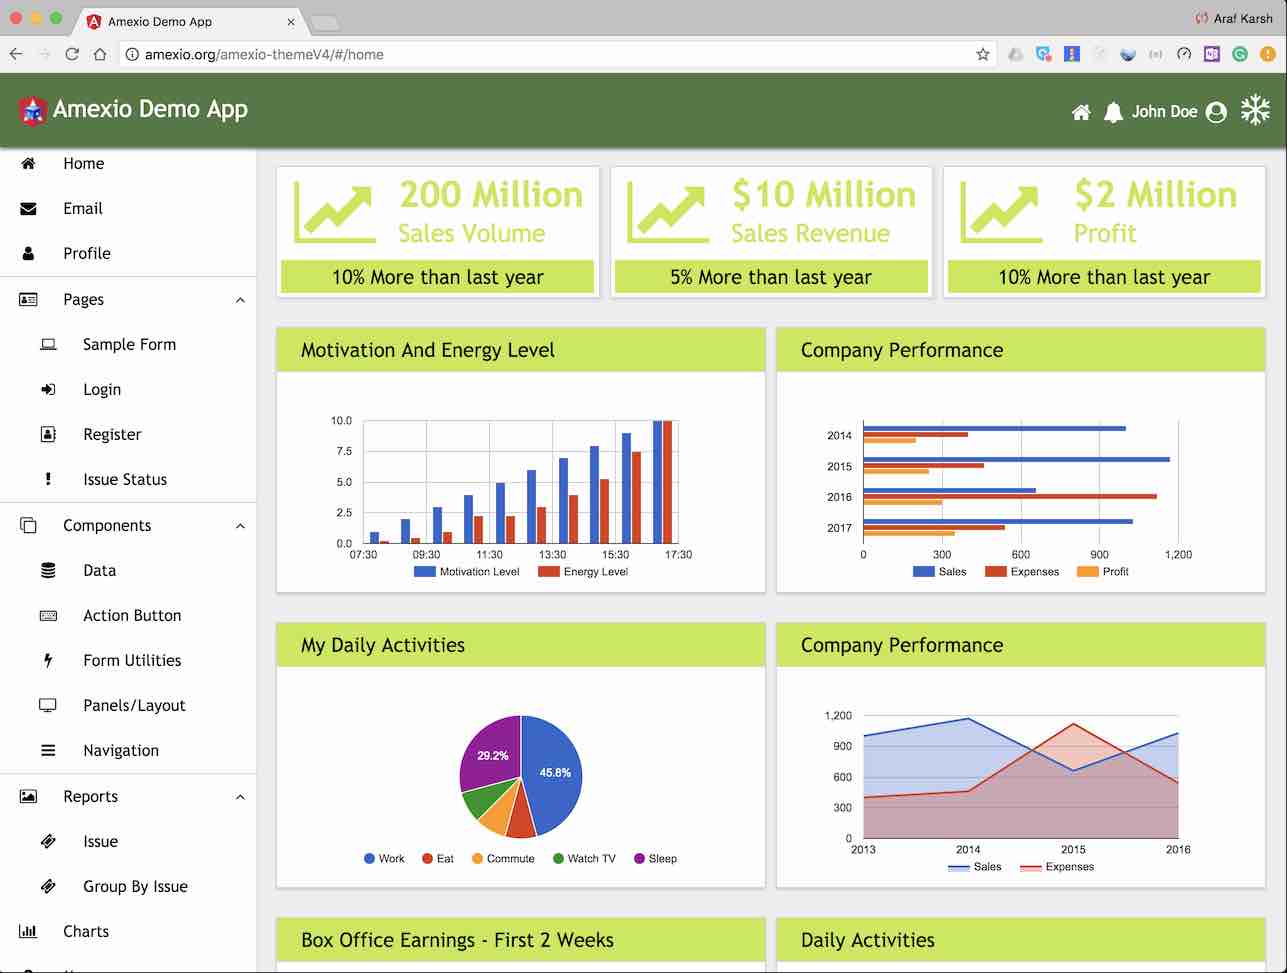 Amexio Demo App
Araf Karsh
amexio.org/amexio-themeV4/#/home
Amexio Demo App
John Doe
Home
Email
Profile
Pages
Sample Form
Login
Register
Issue Status
Components
Data
Action Button
Form Utilities
Panels/Layout
Navigation
Reports
Issue
Group By Issue
Charts
200 Million
Sales Volume
10% More than last year
$10 Million
Sales Revenue
5% More than last year
$2 Million
Profit
10% More than last year
Motivation And Energy Level
10.0
7.5
5.0
2.5
0.0
07:30 09:30 11:30 13:30 15:30 17:30
Motivation Level Energy Level
Company Performance
2014
2015
2016
2017
0 300 600 900 1,200
Sales Expenses Profit
My Daily Activities
29.2%
45.8%
Work Eat Commute Watch TV Sleep
Company Performance
1,200
900
600
300
0
2013 2014 2015 2016
Sales Expenses
Box Office Earnings - First 2 Weeks
Daily Activities